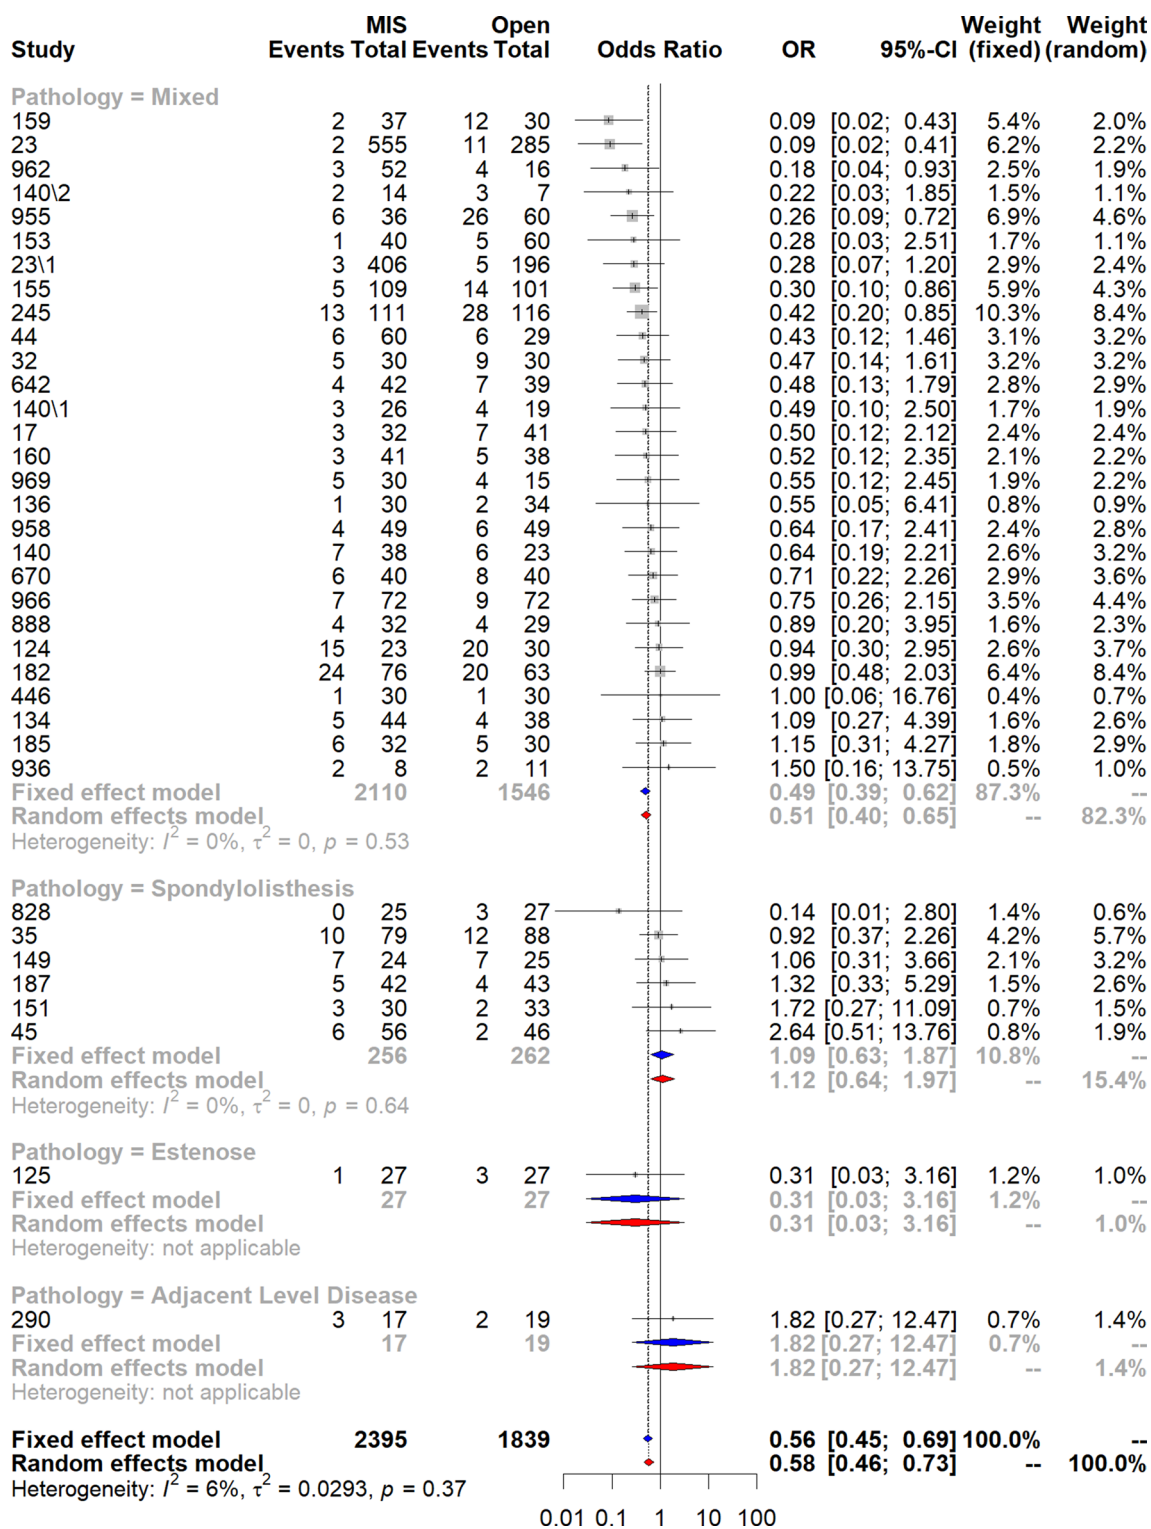 MIS Open Weight Weight
Study Events Total Events Total Odds Ratio OR 95%-CI (fixed) (random)
Pathology = Mixed
159 2 37 12 30 0.09 [0.02; 0.43] 5.4% 2.0%
23 2 555 11 285 0.09 [0.02; 0.41] 6.2% 2.2%
962 3 52 4 16 0.18 [0.04; 0.93] 2.5% 1.9%
140\2 2 14 3 7 0.22 [0.03; 1.85] 1.5% 1.1%
955 6 36 26 60 0.26 [0.09; 0.72] 6.9% 4.6%
153 1 40 5 60 0.28 [0.03; 2.51] 1.7% 1.1%
23\1 3 406 5 196 0.28 [0.07; 1.20] 2.9% 2.4%
155 5 109 14 101 0.30 [0.10; 0.86] 5.9% 4.3%
245 13 111 28 116 0.42 [0.20; 0.85] 10.3% 8.4%
44 6 60 6 29 0.43 [0.12; 1.46] 3.1% 3.2%
32 5 30 9 30 0.47 [0.14; 1.61] 3.2% 3.2%
642 4 42 7 39 0.48 [0.13; 1.79] 2.8% 2.9%
140\1 3 26 4 19 0.49 [0.10; 2.50] 1.7% 1.9%
17 3 32 7 41 0.50 [0.12; 2.12] 2.4% 2.4%
160 3 41 5 38 0.52 [0.12; 2.35] 2.1% 2.2%
969 5 30 4 15 0.55 [0.12; 2.45] 1.9% 2.2%
136 1 30 2 34 0.55 [0.05; 6.41] 0.8% 0.9%
958 4 49 6 49 0.64 [0.17; 2.41] 2.4% 2.8%
140 7 38 6 23 0.64 [0.19; 2.21] 2.6% 3.2%
670 6 40 8 40 0.71 [0.22; 2.26] 2.9% 3.6%
966 7 72 9 72 0.75 [0.26; 2.15] 3.5% 4.4%
888 4 32 4 29 0.89 [0.20; 3.95] 1.6% 2.3%
124 15 23 20 30 0.94 [0.30; 2.95] 2.6% 3.7%
182 24 76 20 63 0.99 [0.48; 2.03] 6.4% 8.4%
446 1 30 1 30 1.00 [0.06; 16.76] 0.4% 0.7%
134 5 44 4 38 1.09 [0.27; 4.39] 1.6% 2.6%
185 6 32 5 30 1.15 [0.31; 4.27] 1.8% 2.9%
936 2 8 2 11 1.50 [0.16; 13.75] 0.5% 1.0%
Fixed effect model 2110 1546 0.49 [0.39; 0.62] 87.3% --
Random effects model 0.51 [0.40; 0.65] -- 82.3%
Heterogeneity: I² = 0%, τ² = 0, p = 0.53
Pathology = Spondylolisthesis
828 0 25 3 27 0.14 [0.01; 2.80] 1.4% 0.6%
35 10 79 12 88 0.92 [0.37; 2.26] 4.2% 5.7%
149 7 24 7 25 1.06 [0.31; 3.66] 2.1% 3.2%
187 5 42 4 43 1.32 [0.33; 5.29] 1.5% 2.6%
151 3 30 2 33 1.72 [0.27; 11.09] 0.7% 1.5%
45 6 56 2 46 2.64 [0.51; 13.76] 0.8% 1.9%
Fixed effect model 256 262 1.09 [0.63; 1.87] 10.8% --
Random effects model 1.12 [0.64; 1.97] -- 15.4%
Heterogeneity: I² = 0%, τ² = 0, p = 0.64
Pathology = Estenose
125 1 27 3 27 0.31 [0.03; 3.16] 1.2% 1.0%
Fixed effect model 27 27 0.31 [0.03; 3.16] 1.2% --
Random effects model 0.31 [0.03; 3.16] -- 1.0%
Heterogeneity: not applicable
Pathology = Adjacent Level Disease
290 3 17 2 19 1.82 [0.27; 12.47] 0.7% 1.4%
Fixed effect model 17 19 1.82 [0.27; 12.47] 0.7% --
Random effects model 1.82 [0.27; 12.47] -- 1.4%
Heterogeneity: not applicable
Fixed effect model 2395 1839 0.56 [0.45; 0.69] 100.0% --
Random effects model 0.58 [0.46; 0.73] -- 100.0%
Heterogeneity: I² = 6%, τ² = 0.0293, p = 0.37
0.01 0.1 1 10 100